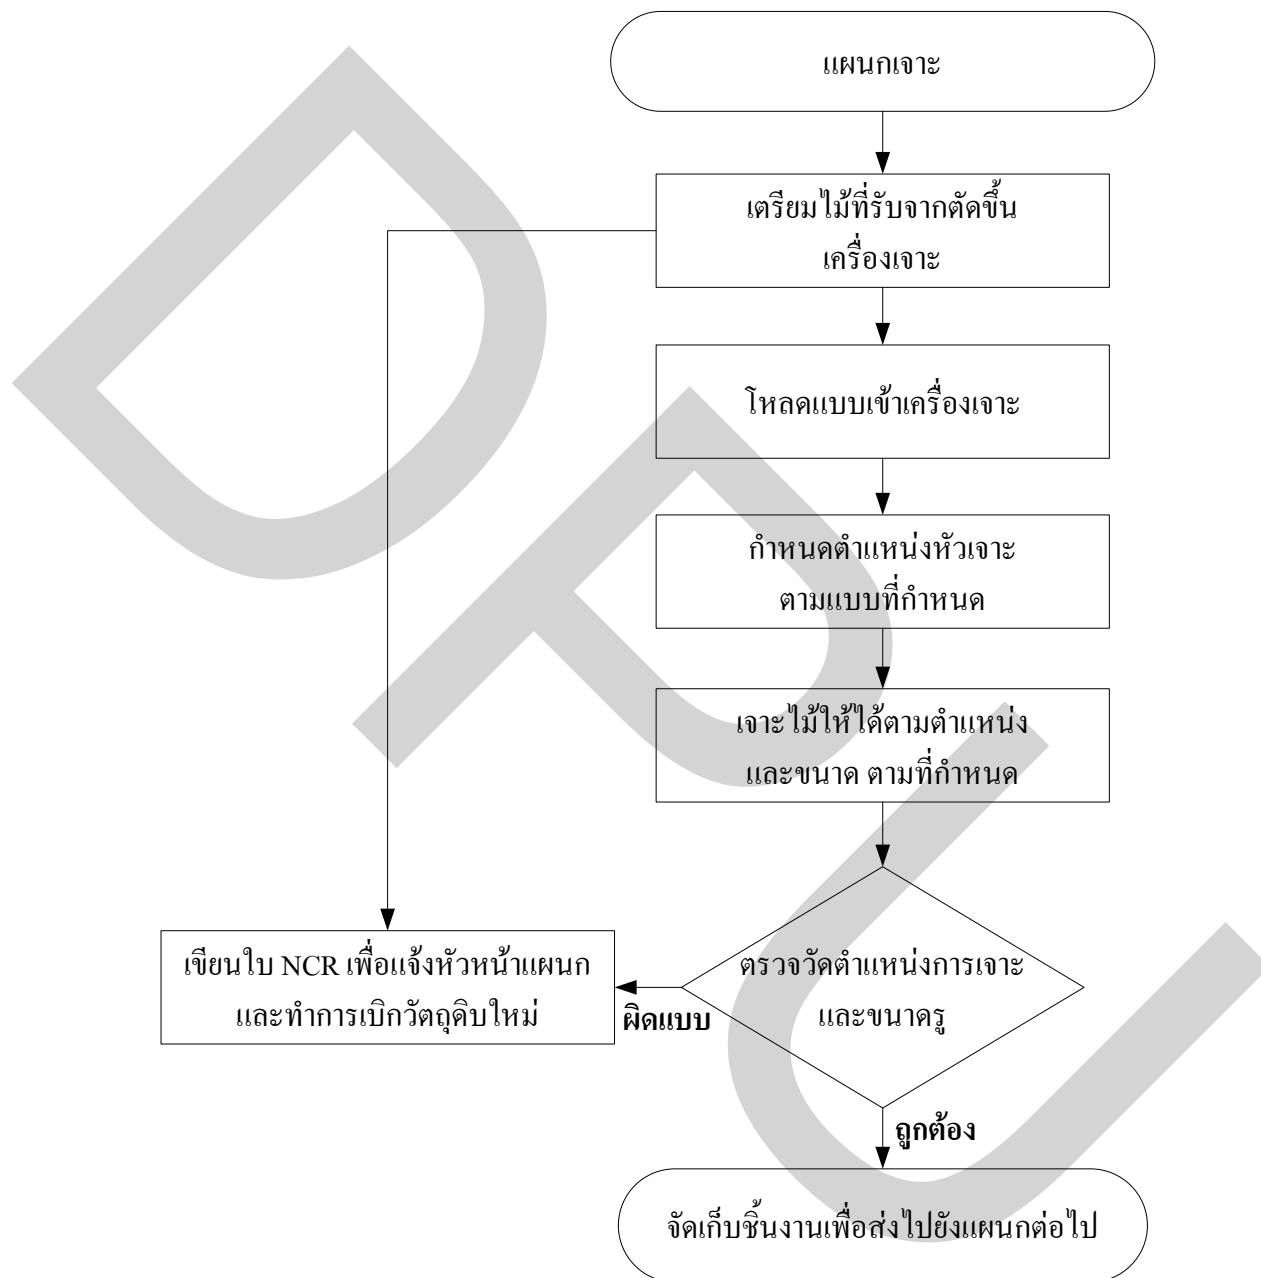 แผนกเจาะ
เตรียมไม้ที่รับจากตัดขึ้น
เครื่องเจาะ
โหลดแบบเข้าเครื่องเจาะ
กำหนดตำแหน่งหัวเจาะ
ตามแบบที่กำหนด
เจาะไม้ให้ได้ตามตำแหน่ง
และขนาด ตามที่กำหนด
ตรวจวัดตำแหน่งการเจาะ
และขนาดรู
ผิดแบบ
เขียนใบ NCR เพื่อแจ้งหัวหน้าแผนก
และทำการเบิกวัตถุดิบใหม่
ถูกต้อง
จัดเก็บชิ้นงานเพื่อส่งไปยังแผนกต่อไป
DPU